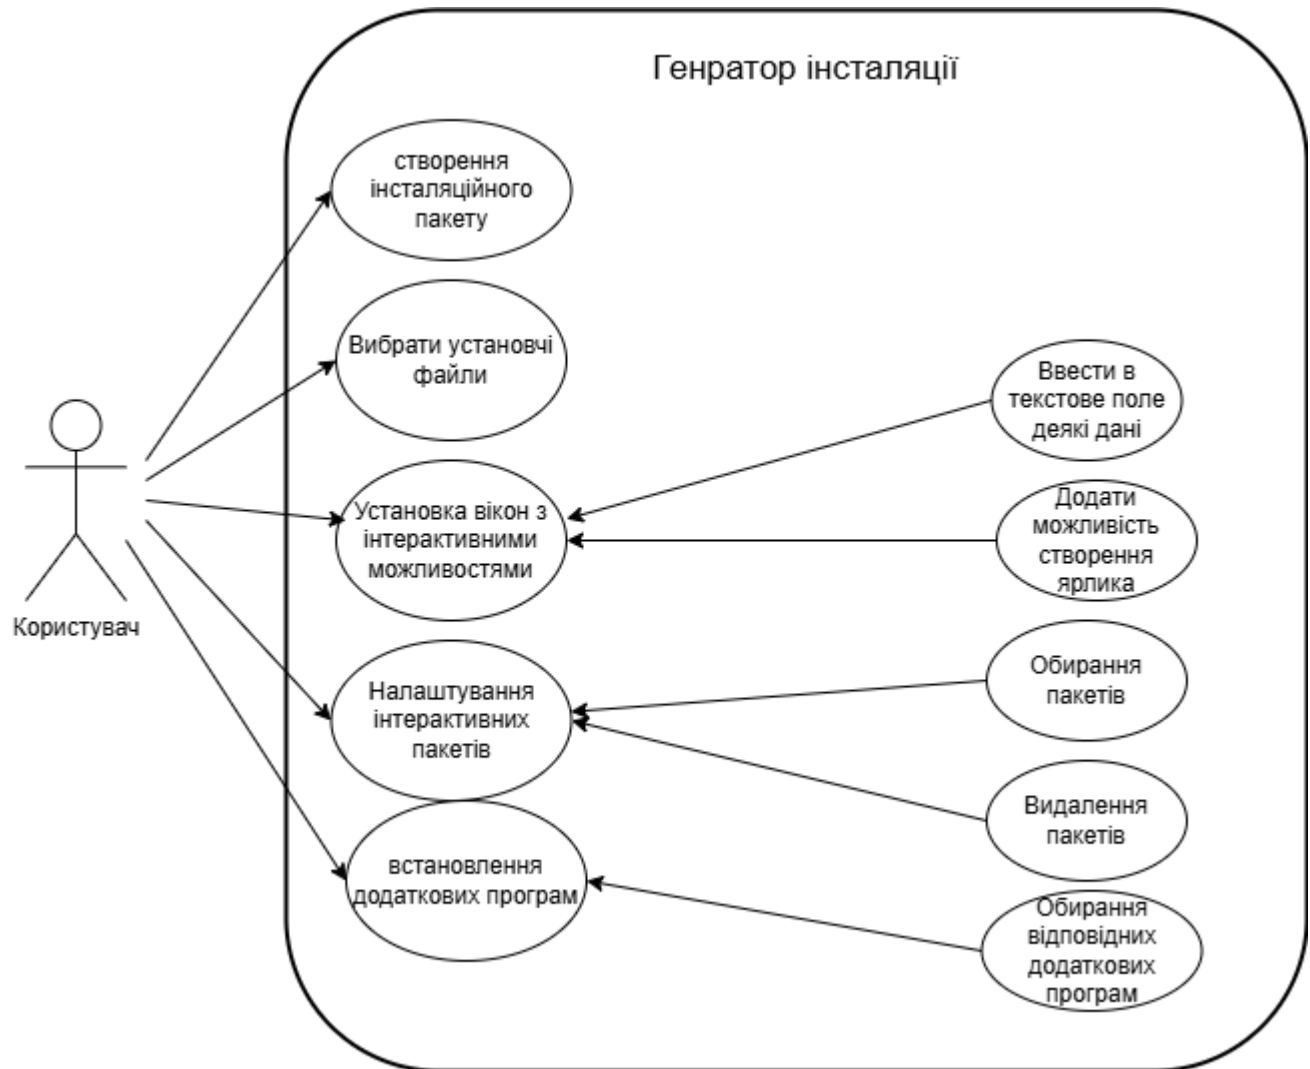 Генратор інсталяції
створення
інсталяційного
пакету
Вибрати установчі
файли
Ввести в
текстове поле
деякі дані
Установка вікон з
інтерактивними
можливостями
Додати
можливість
створення
ярлика
Користувач
Налаштування
інтерактивних
пакетів
Обирання
пакетів
Видалення
пакетів
встановлення
додаткових програм
Обирання
відповідних
додаткових
програм